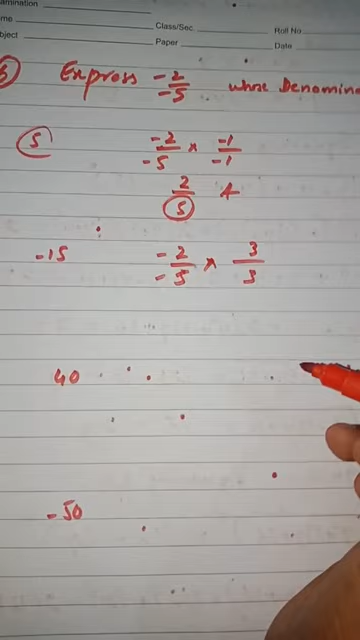 Examination
Name Class/Sec. Roll No
Subject Paper Date
Express -2/-5 whose Denomina
5 -2/-5 × -1/-1
2/5
-15 -2/-5 × 3/3
40
-50